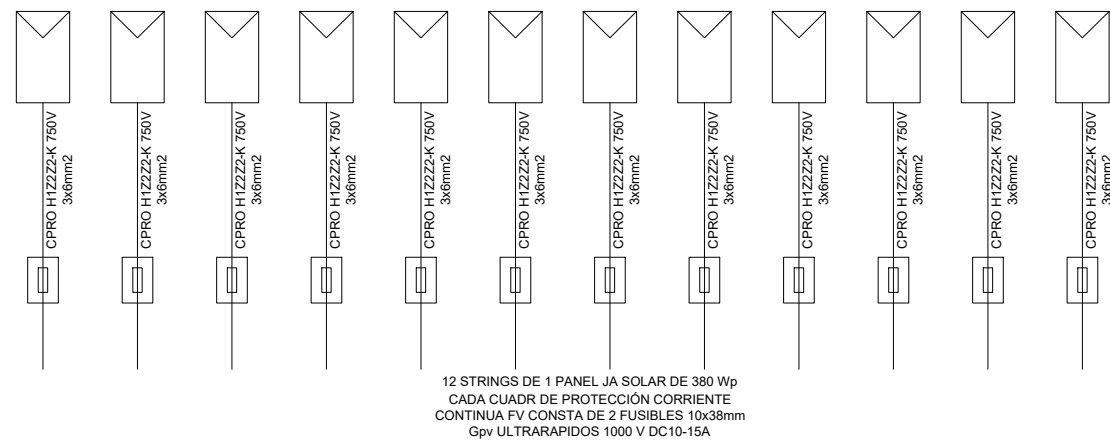 CPRO H1Z2Z2-K 750V
3x6mm2
CPRO H1Z2Z2-K 750V
3x6mm2
CPRO H1Z2Z2-K 750V
3x6mm2
CPRO H1Z2Z2-K 750V
3x6mm2
CPRO H1Z2Z2-K 750V
3x6mm2
CPRO H1Z2Z2-K 750V
3x6mm2
CPRO H1Z2Z2-K 750V
3x6mm2
CPRO H1Z2Z2-K 750V
3x6mm2
CPRO H1Z2Z2-K 750V
3x6mm2
CPRO H1Z2Z2-K 750V
3x6mm2
CPRO H1Z2Z2-K 750V
3x6mm2
CPRO H1Z2Z2-K 750V
3x6mm2
12 STRINGS DE 1 PANEL JA SOLAR DE 380 Wp
CADA CUADR DE PROTECCIÓN CORRIENTE
CONTINUA FV CONSTA DE 2 FUSIBLES 10x38mm
Gpv ULTRARAPIDOS 1000 V DC10-15A